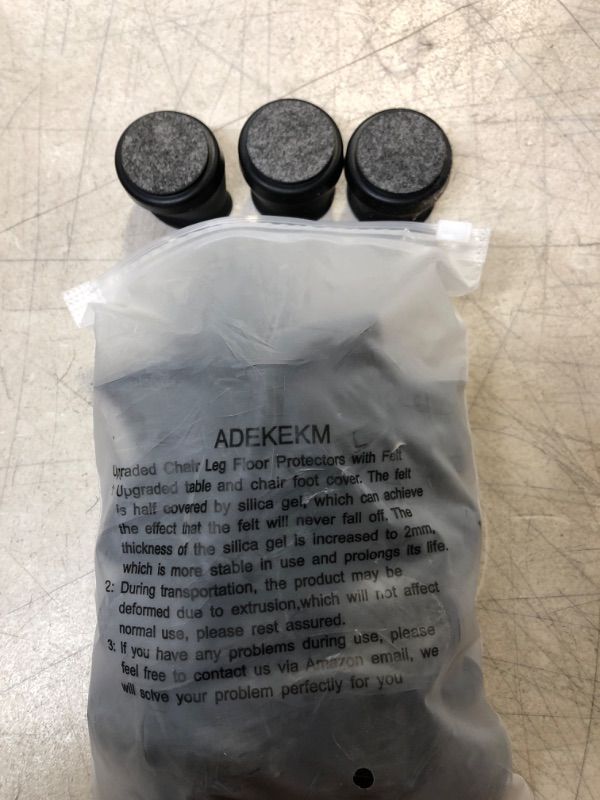 ADEKEKM L
Upraded Chair Leg Floor Protectors with Felt
1: Upgraded table and chair foot cover. The felt
is half covered by silica gel, which can achieve
the effect that the felt will never fall off. The
thickness of the silica gel is increased to 2mm,
which is more stable in use and prolongs its life.
2: During transportation, the product may be
deformed due to extrusion,which will not affect
normal use, please rest assured.
3: If you have any problems during use, please
feel free to contact us via Amazon email, we
will solve your problem perfectly for you